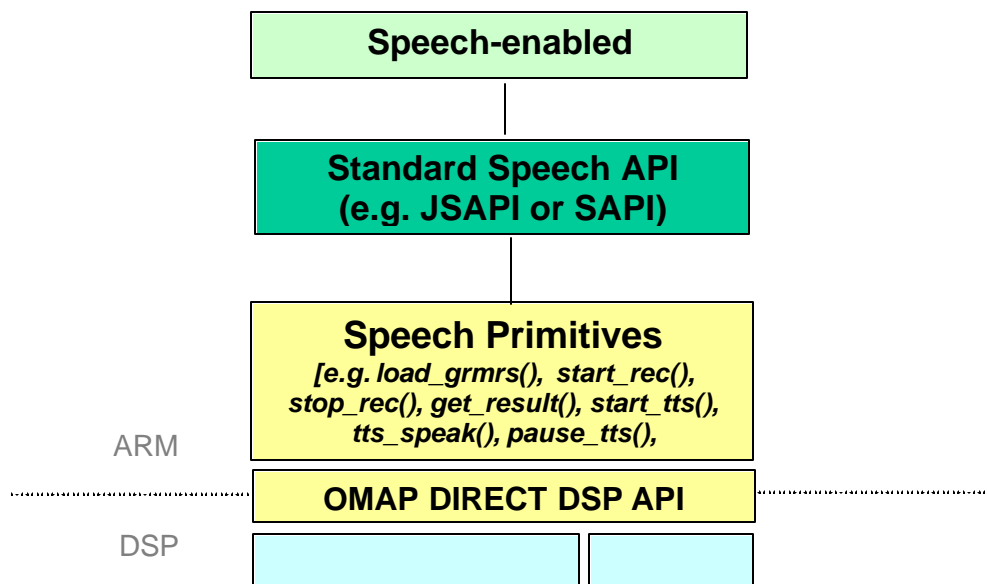 Speech-enabled
Standard Speech API
(e.g. JSAPI or SAPI)
Speech Primitives
[e.g. load_grmrs(), start_rec(),
stop_rec(), get_result(), start_tts(),
tts_speak(), pause_tts(),
ARM
OMAP DIRECT DSP API
DSP